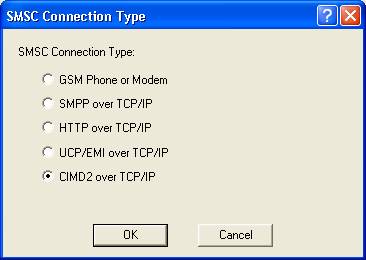 SMSC Connection Type
SMSC Connection Type:
GSM Phone or Modem
SMPP over TCP/IP
HTTP over TCP/IP
UCP/EMI over TCP/IP
CIMD2 over TCP/IP
OK Cancel